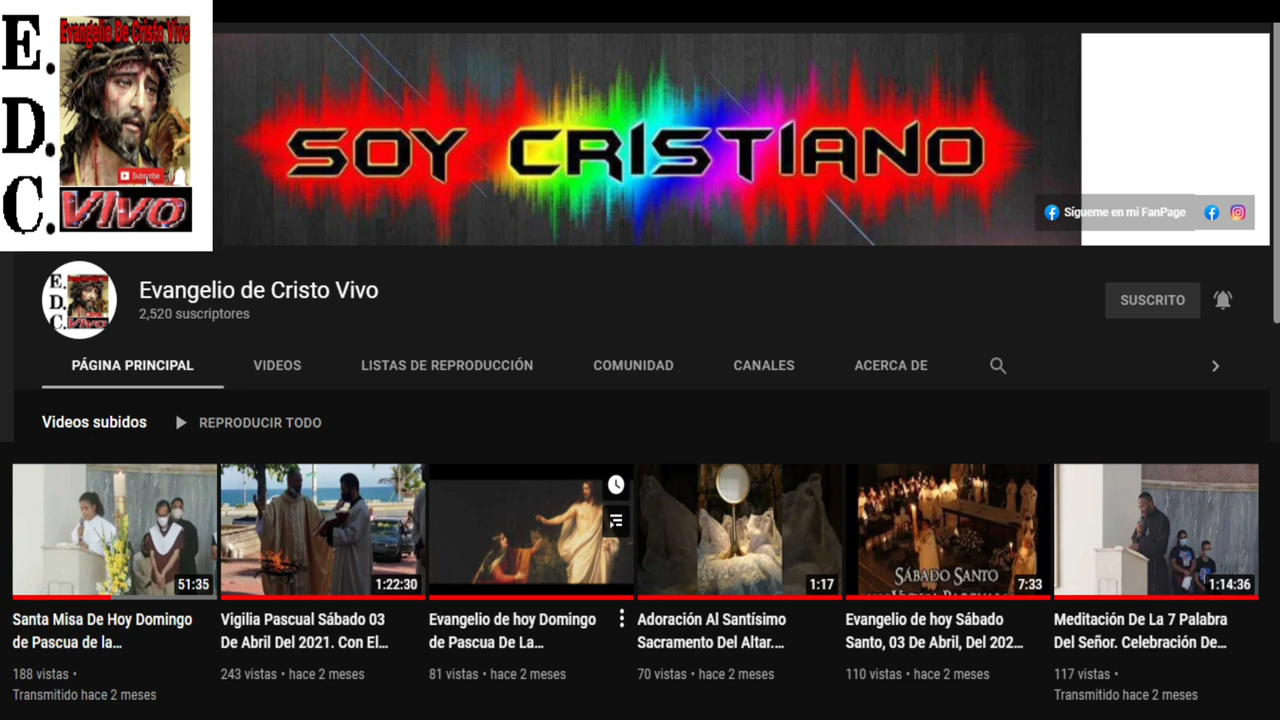 E.
D.
C.
Evangelio De Cristo Vivo
Subscribe
Vivo
SOY CRISTIANO
Sígueme en mi FanPage
E.
D.
C.
Vivo
Evangelio de Cristo Vivo
2,520 suscriptores
SUSCRITO
PÁGINA PRINCIPAL VIDEOS LISTAS DE REPRODUCCIÓN COMUNIDAD CANALES ACERCA DE
Videos subidos REPRODUCIR TODO
51:35
1:22:30
1:17
SÁBADO SANTO
7:33
1:14:36
Santa Misa De Hoy Domingo
de Pascua de la...
188 vistas •
Transmitido hace 2 meses
Vigilia Pascual Sábado 03
De Abril Del 2021. Con El...
243 vistas • hace 2 meses
Evangelio de hoy Domingo
de Pascua De La...
81 vistas • hace 2 meses
Adoración Al Santísimo
Sacramento Del Altar....
70 vistas • hace 2 meses
Evangelio de hoy Sábado
Santo, 03 De Abril, Del 202...
110 vistas • hace 2 meses
Meditación De La 7 Palabra
Del Señor. Celebración De...
117 vistas •
Transmitido hace 2 meses